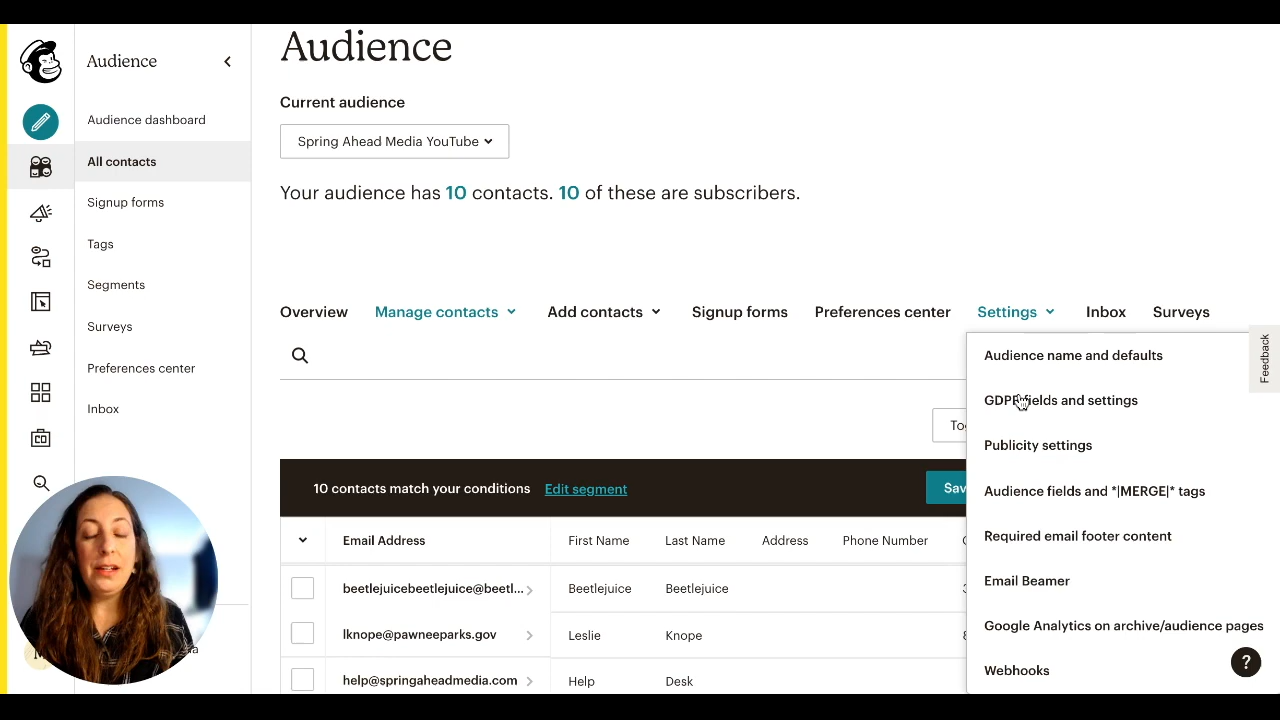 Audience
Audience dashboard
All contacts
Signup forms
Tags
Segments
Surveys
Preferences center
Inbox
Audience
Current audience
Spring Ahead Media YouTube
Your audience has 10 contacts. 10 of these are subscribers.
Overview Manage contacts Add contacts Signup forms Preferences center Settings Inbox Surveys
Audience name and defaults
GDPR fields and settings
Publicity settings
Audience fields and *|MERGE|* tags
Required email footer content
Email Beamer
Google Analytics on archive/audience pages
Webhooks
Feedback
?
10 contacts match your conditions Edit segment
Email Address First Name Last Name Address Phone Number
beetlejuicebeetlejuice@beetl... Beetlejuice Beetlejuice
lknope@pawneeparks.gov Leslie Knope
help@springaheadmedia.com Help Desk